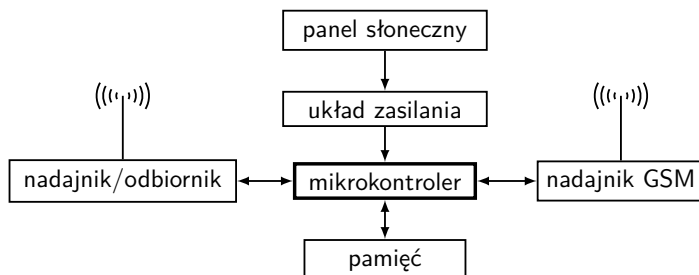 panel słoneczny
układ zasilania
nadajnik/odbiornik
mikrokontroler
nadajnik GSM
pamięć